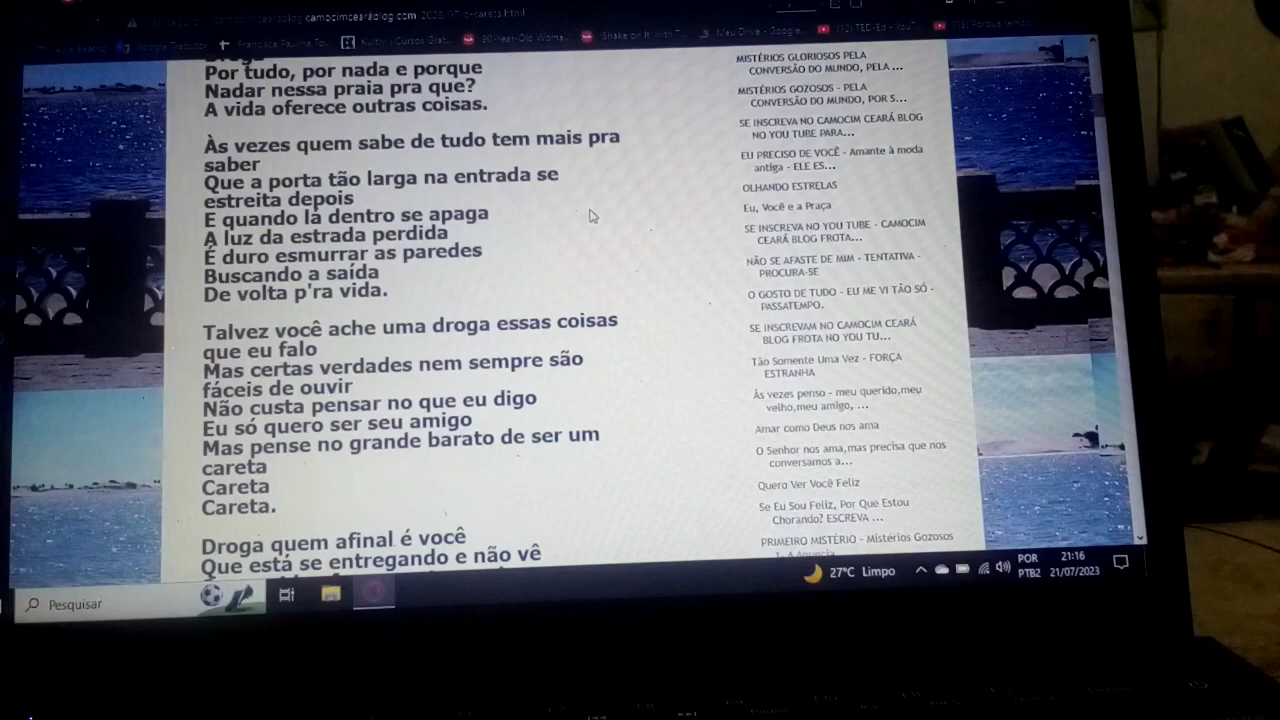 camocimcearablog.com
Google Tradutor
Droga
Por tudo, por nada e porque
Nadar nessa praia pra que?
A vida oferece outras coisas.
Às vezes quem sabe de tudo tem mais pra
saber
Que a porta tão larga na entrada se
estreita depois
E quando lá dentro se apaga
A luz da estrada perdida
É duro esmurrar as paredes
Buscando a saída
De volta p'ra vida.
Talvez você ache uma droga essas coisas
que eu falo
Mas certas verdades nem sempre são
fáceis de ouvir
Não custa pensar no que eu digo
Eu só quero ser seu amigo
Mas pense no grande barato de ser um
careta
Careta
Careta.
Droga quem afinal é você
Que está se entregando e não vê
MISTÉRIOS GLORIOSOS PELA
CONVERSÃO DO MUNDO, PELA ...
MISTÉRIOS GOZOSOS - PELA
CONVERSÃO DO MUNDO, POR S...
SE INSCREVA NO CAMOCIM CEARÁ BLOG
NO YOU TUBE PARA...
EU PRECISO DE VOCÊ - Amante à moda
antiga - ELE ES...
OLHANDO ESTRELAS
Eu, Você e a Praça
SE INSCREVA NO YOU TUBE - CAMOCIM
CEARÁ BLOG FROTA...
NÃO SE AFASTE DE MIM - TENTATIVA -
PROCURA-SE
O GOSTO DE TUDO - EU ME VI TÃO SÓ -
PASSATEMPO.
SE INSCREVAM NO CAMOCIM CEARÁ
BLOG FROTA NO YOU TU...
Tão Somente Uma Vez - FORÇA
ESTRANHA
Às vezes penso - meu querido,meu
velho,meu amigo, ...
Amar como Deus nos ama
O Senhor nos ama,mas precisa que nos
conversamos a...
Quero Ver Você Feliz
Se Eu Sou Feliz, Por Que Estou
Chorando? ESCREVA ...
PRIMEIRO MISTÉRIO - Mistérios Gozosos
Pesquisar
27°C Limpo
POR
PTB2
21:16
21/07/2023